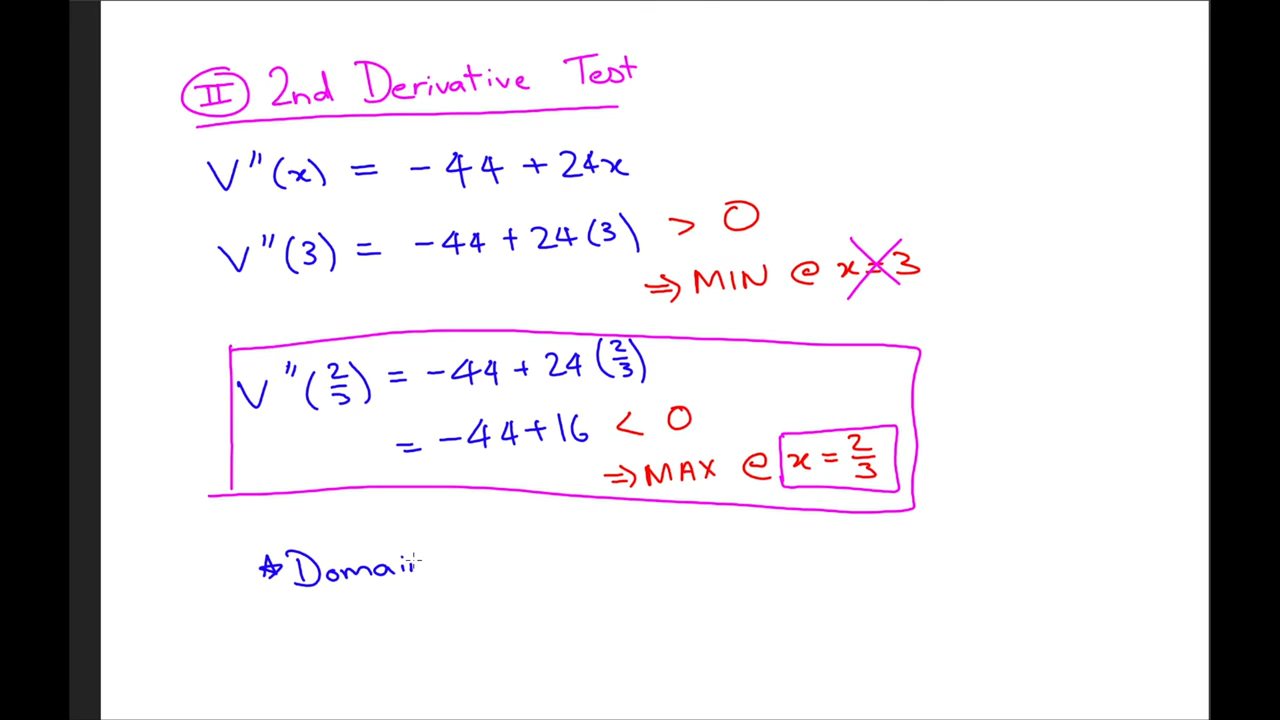 II 2nd Derivative Test
V"(x) = -44 + 24x
V"(3) = -44 + 24(3) > 0
⇒ MIN @ x = 3
V"(2/3) = -44 + 24(2/3)
= -44 + 16 < 0
⇒ MAX @ x = 2/3
☆ Domai